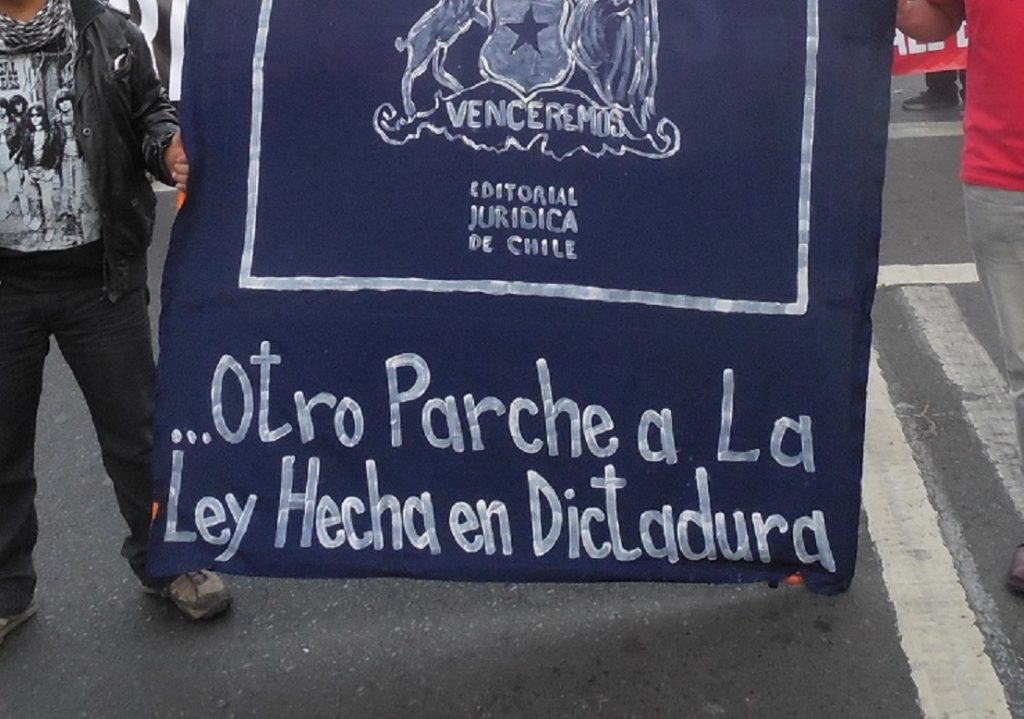 VENCEREMOS
EDITORIAL
JURIDICA
DE CHILE
...Otro Parche a La
Ley Hecha en Dictadura